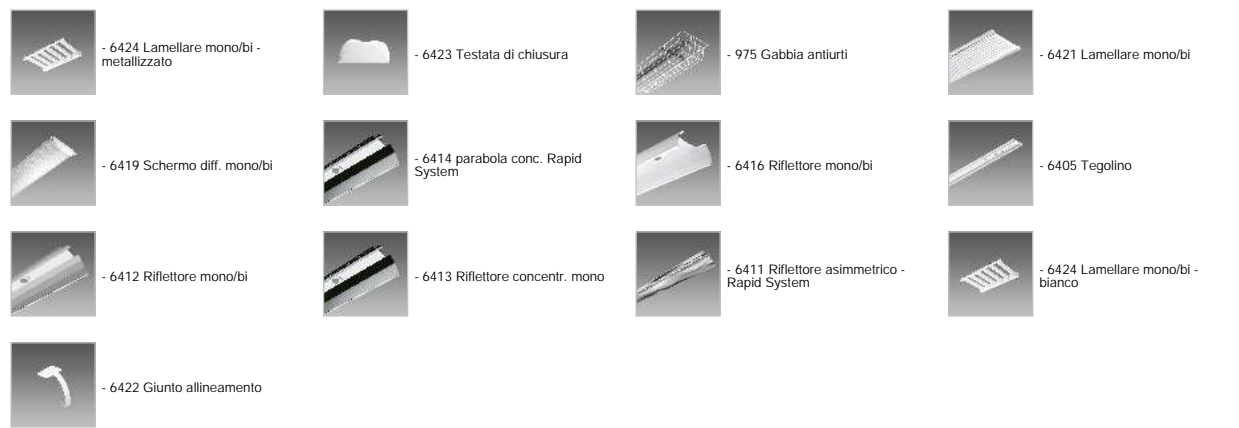 - 6424 Lamellare mono/bi -
metallizzato
- 6423 Testata di chiusura
- 975 Gabbia antiurti
- 6421 Lamellare mono/bi
- 6419 Schermo diff. mono/bi
- 6414 parabola conc. Rapid
System
- 6416 Riflettore mono/bi
- 6405 Tegolino
- 6412 Riflettore mono/bi
- 6413 Riflettore concentr. mono
- 6411 Riflettore asimmetrico -
Rapid System
- 6424 Lamellare mono/bi -
bianco
- 6422 Giunto allineamento